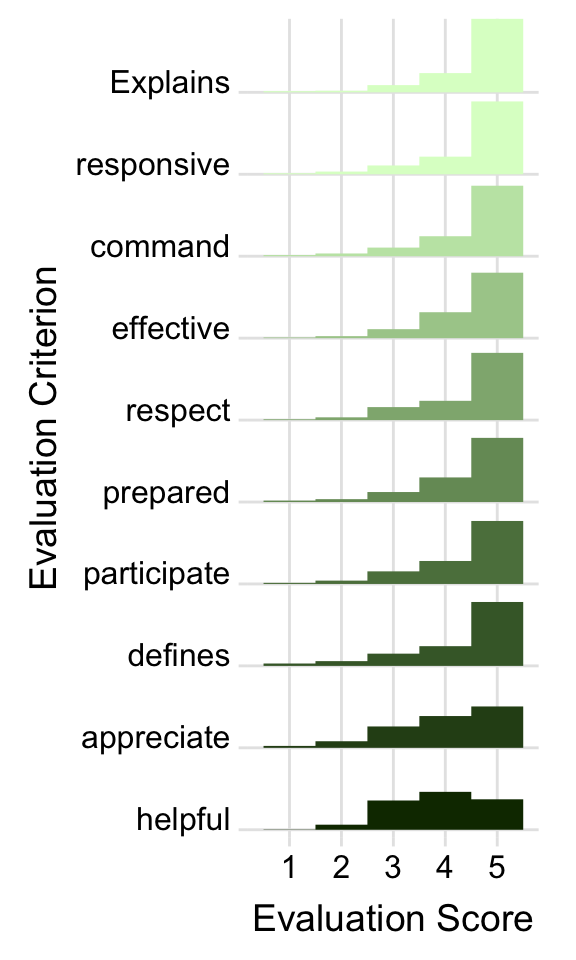 Explains
responsive
command
effective
respect
prepared
participate
defines
appreciate
helpful
Evaluation Criterion
1 2 3 4 5
Evaluation Score